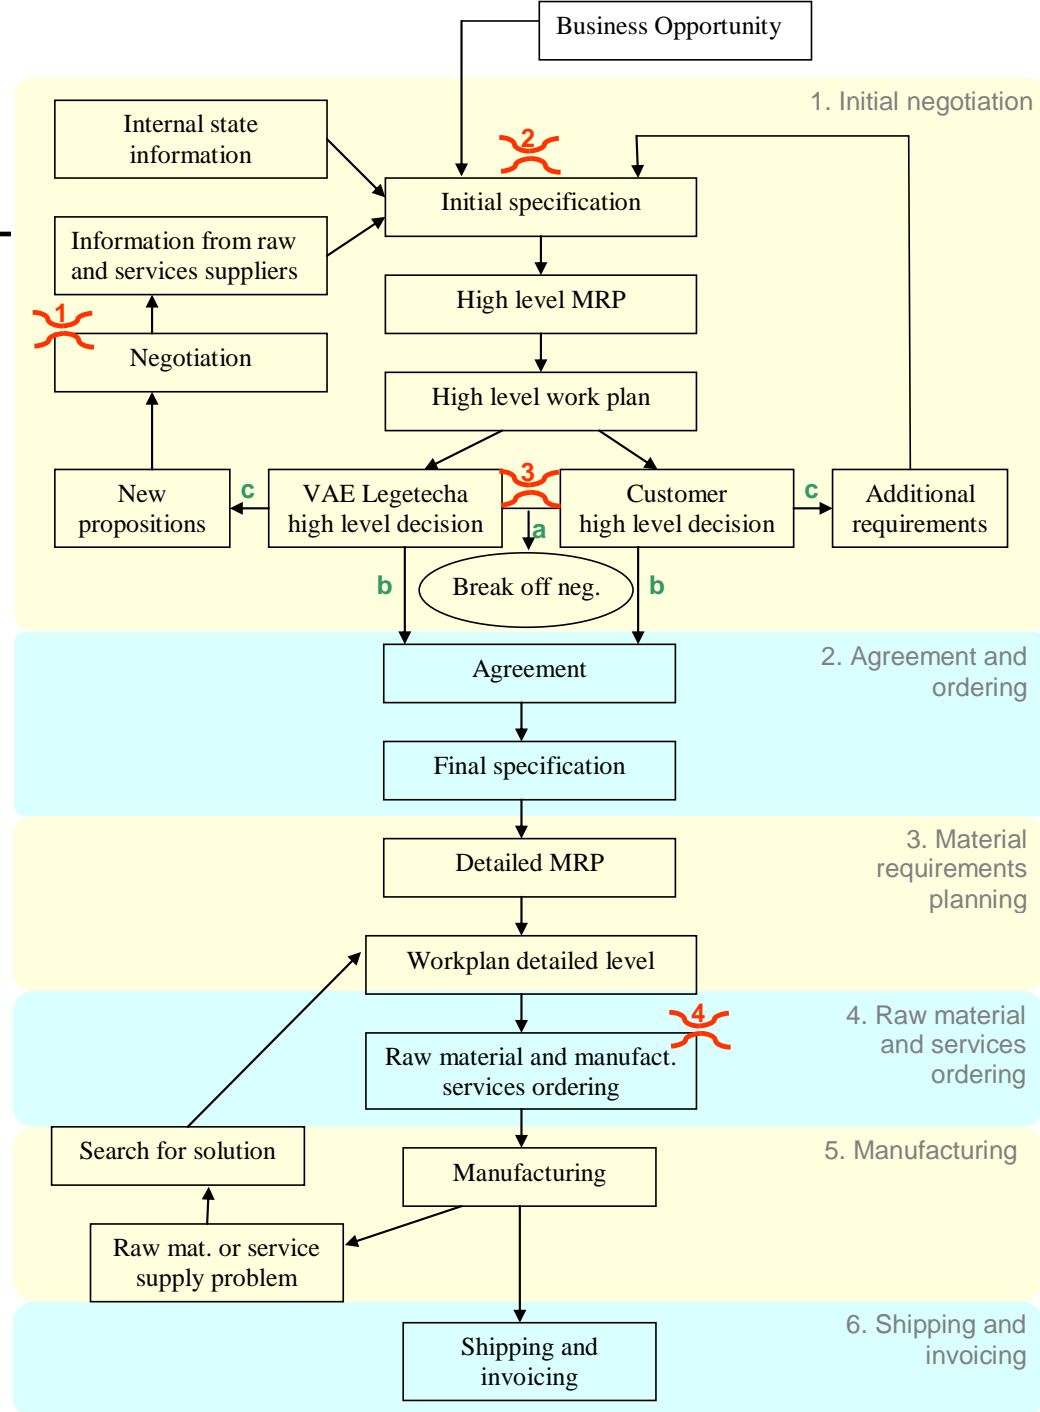 Business Opportunity
1. Initial negotiation
Internal state
information
2
Initial specification
Information from raw
and services suppliers
High level MRP
1
Negotiation
High level work plan
3
New
propositions
c
VAE Legetecha
high level decision
a
Customer
high level decision
c
Additional
requirements
b
Break off neg.
b
2. Agreement and
ordering
Agreement
Final specification
3. Material
requirements
planning
Detailed MRP
Workplan detailed level
4
4. Raw material
and services
ordering
Raw material and manufact.
services ordering
5. Manufacturing
Search for solution
Manufacturing
Raw mat. or service
supply problem
6. Shipping and
invoicing
Shipping and
invoicing